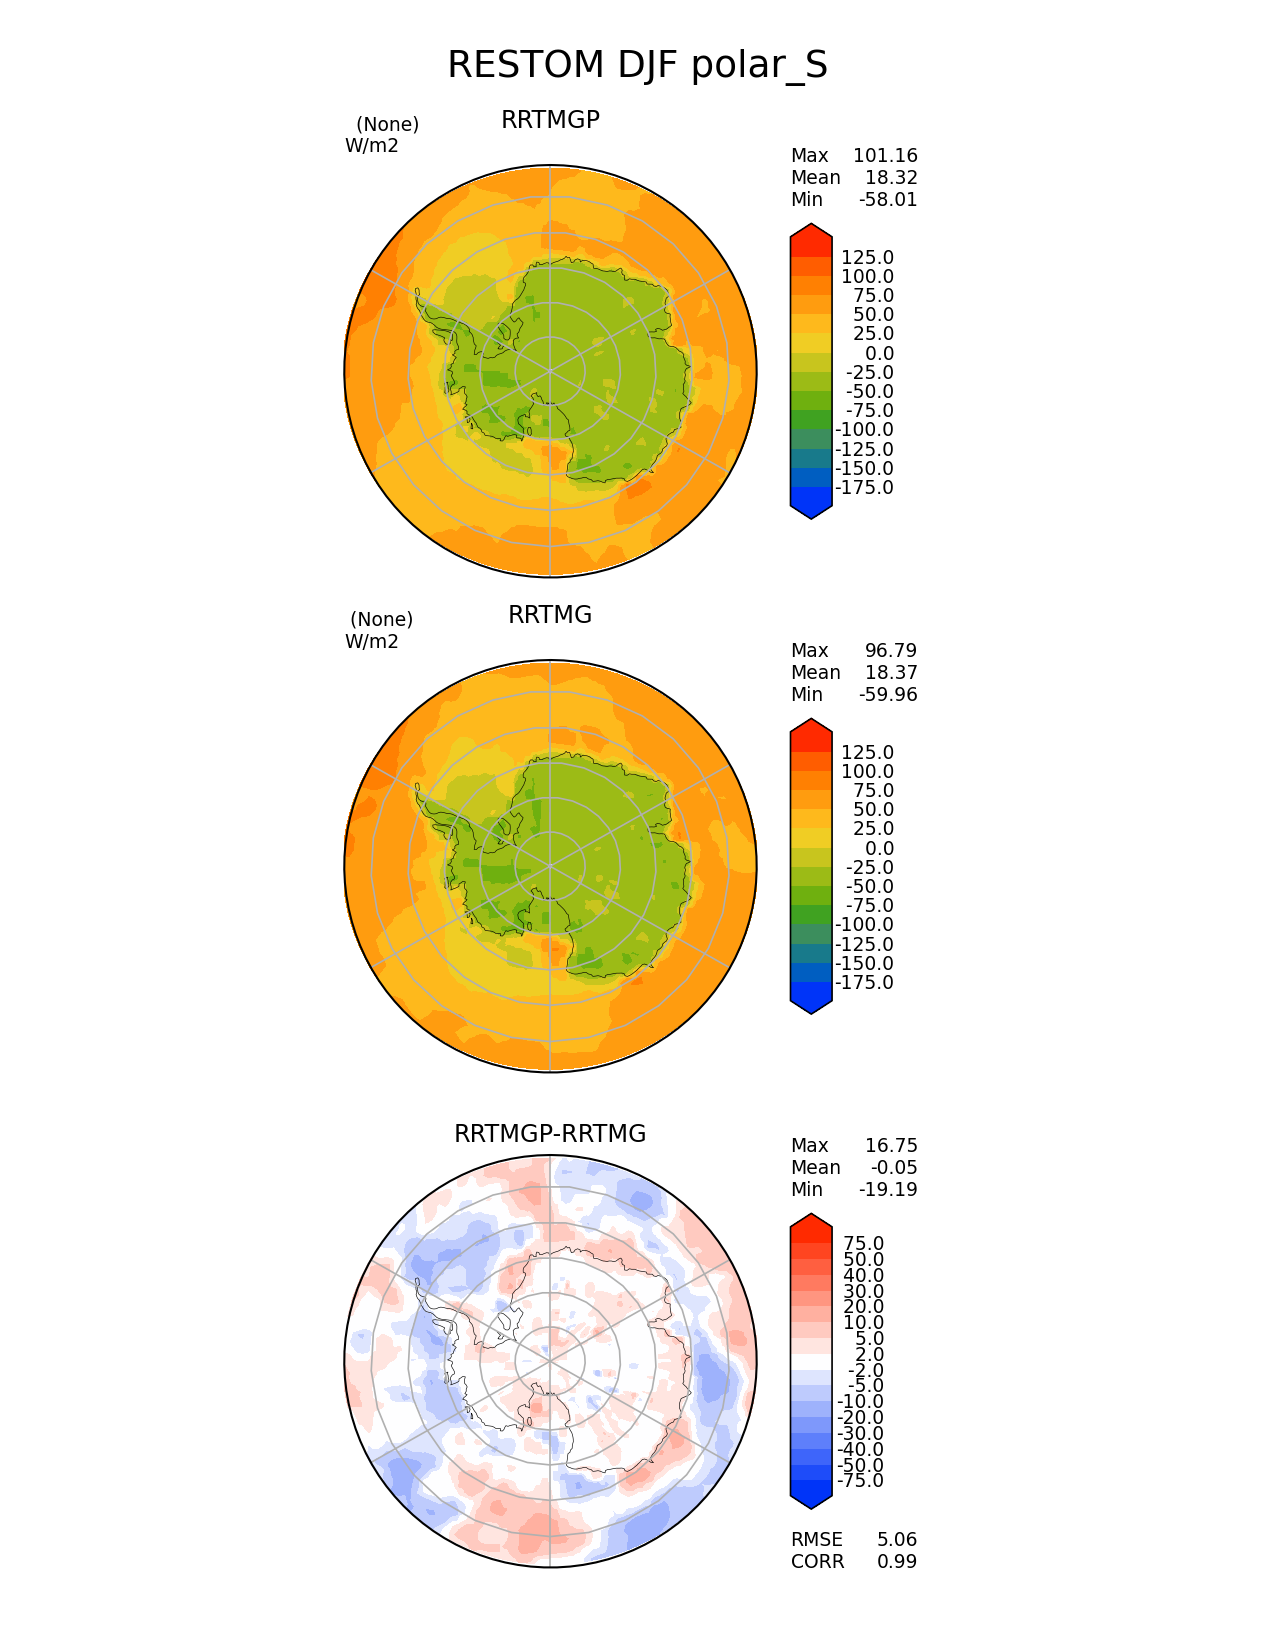 RESTOM DJF polar_S
RRTMGP
(None)
W/m2
Max 101.16
Mean 18.32
Min -58.01
125.0
100.0
75.0
50.0
25.0
0.0
-25.0
-50.0
-75.0
-100.0
-125.0
-150.0
-175.0
RRTMG
(None)
W/m2
Max 96.79
Mean 18.37
Min -59.96
125.0
100.0
75.0
50.0
25.0
0.0
-25.0
-50.0
-75.0
-100.0
-125.0
-150.0
-175.0
RRTMGP-RRTMG
Max 16.75
Mean -0.05
Min -19.19
75.0
50.0
40.0
30.0
20.0
10.0
5.0
2.0
-2.0
-5.0
-10.0
-20.0
-30.0
-40.0
-50.0
-75.0
RMSE 5.06
CORR 0.99